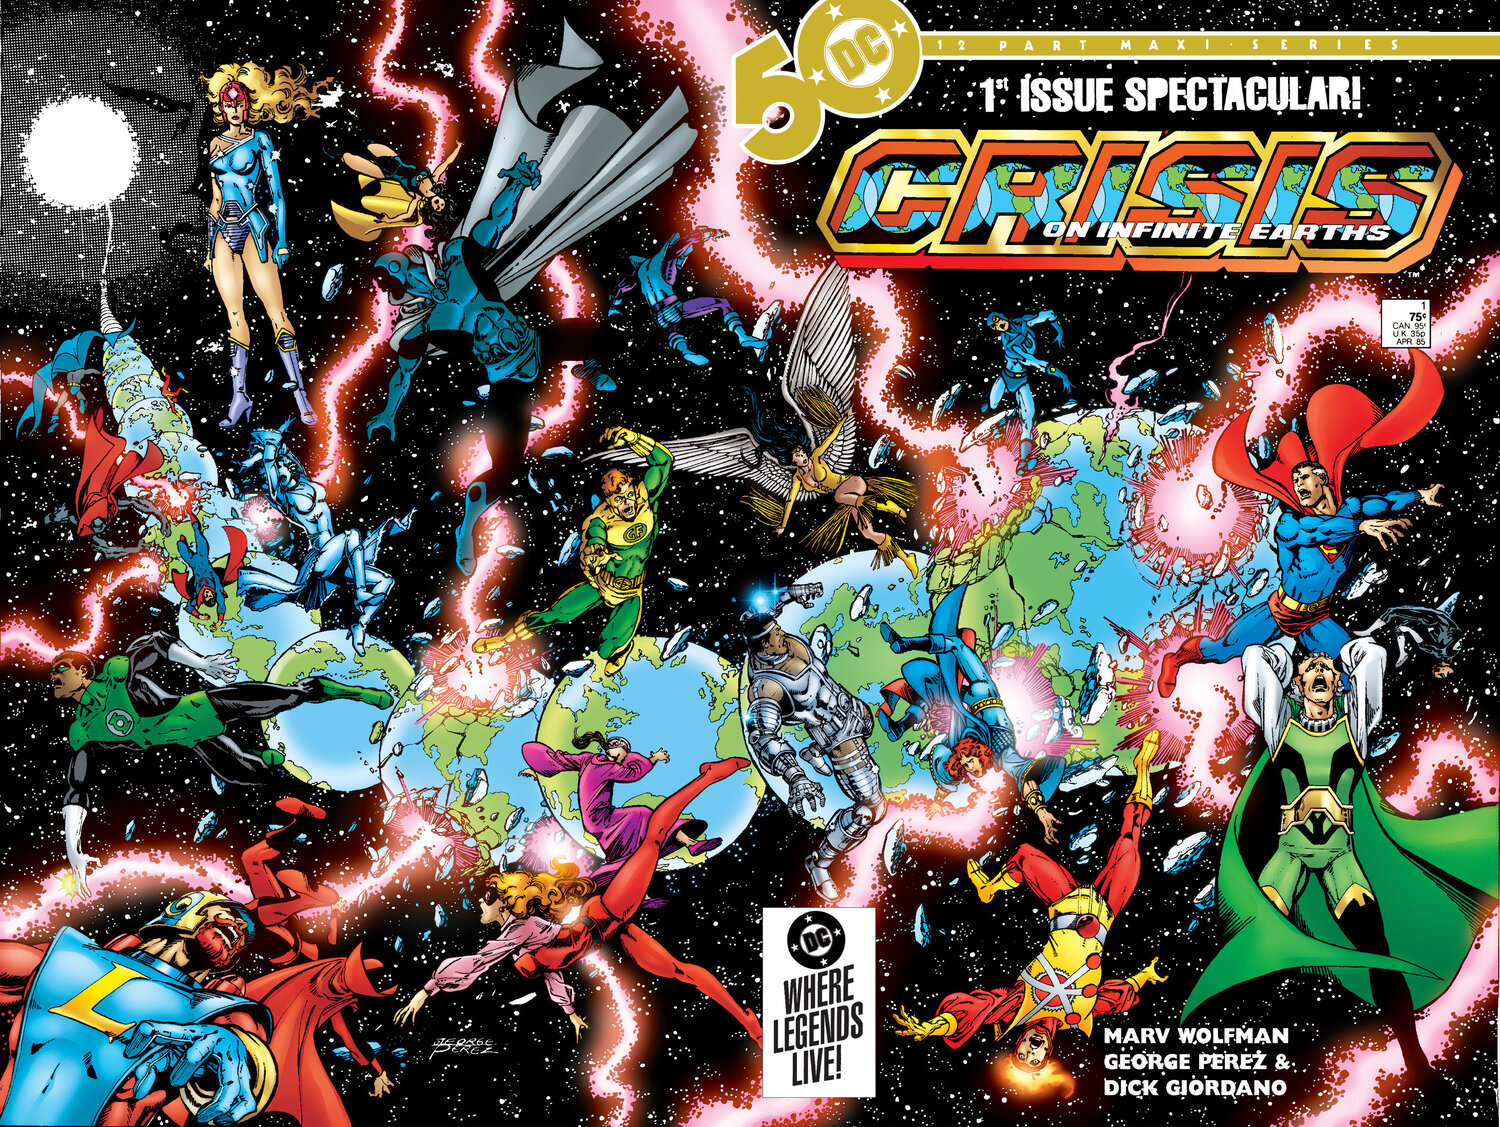 50
DC
12 PART MAXI-SERIES
1st ISSUE SPECTACULAR!
CRISIS
ON INFINITE EARTHS
TM
1
75¢
CAN 95¢
U.K. 35p
APR 85
GF
L
GEORGE
PEREZ
DC
WHERE
LEGENDS
LIVE!
MARV WOLFMAN
GEORGE PEREZ &
DICK GIORDANO